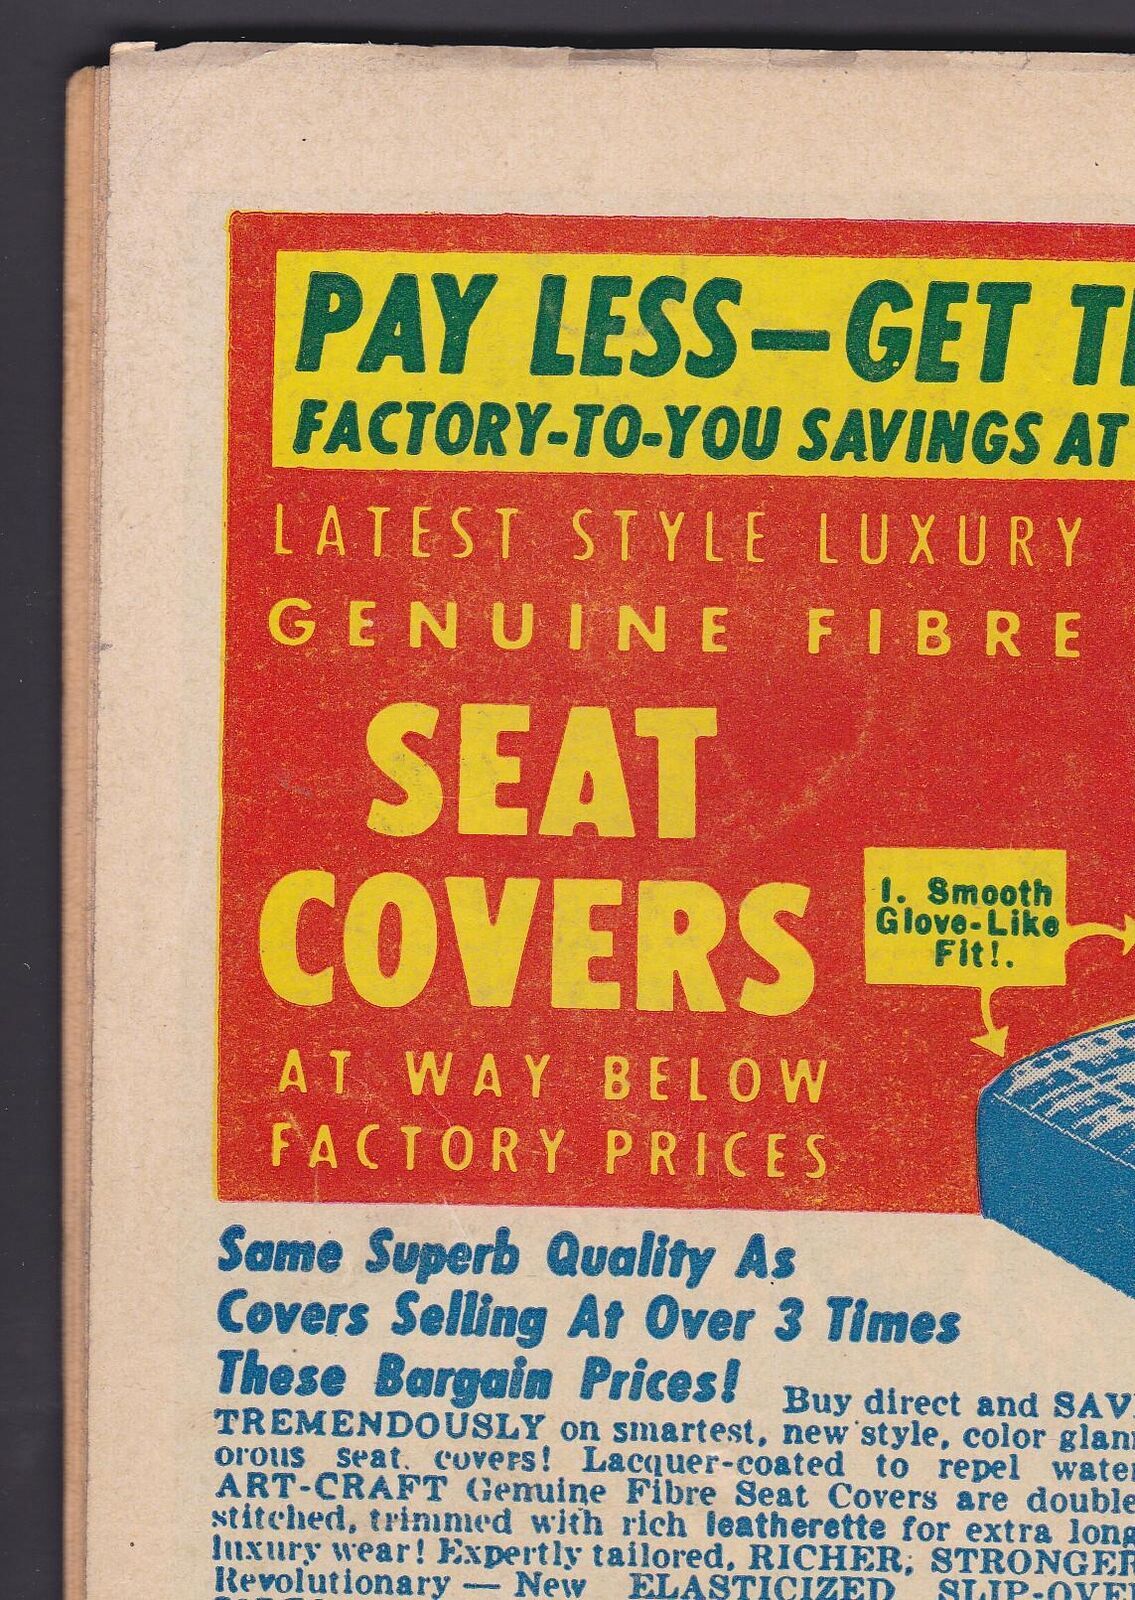 PAY LESS—GET
FACTORY-TO-YOU SAVINGS AT
LATEST STYLE LUXURY
GENUINE FIBRE
SEAT
COVERS
1. Smooth
Glove-Like
Fit!.
AT WAY BELOW
FACTORY PRICES
Same Superb Quality As
Covers Selling At Over 3 Times
These Bargain Prices!
Buy direct and SAV
TREMENDOUSLY on smartest, new style, color glam
orous seat covers! Lacquer-coated to repel water
ART-CRAFT Genuine Fibre Seat Covers are double
stitched, trimmed with rich leatherette for extra long
luxury wear! Expertly tailored, RICHER, STRONGER
Revolutionary — New ELASTICIZED SLIP-OVE